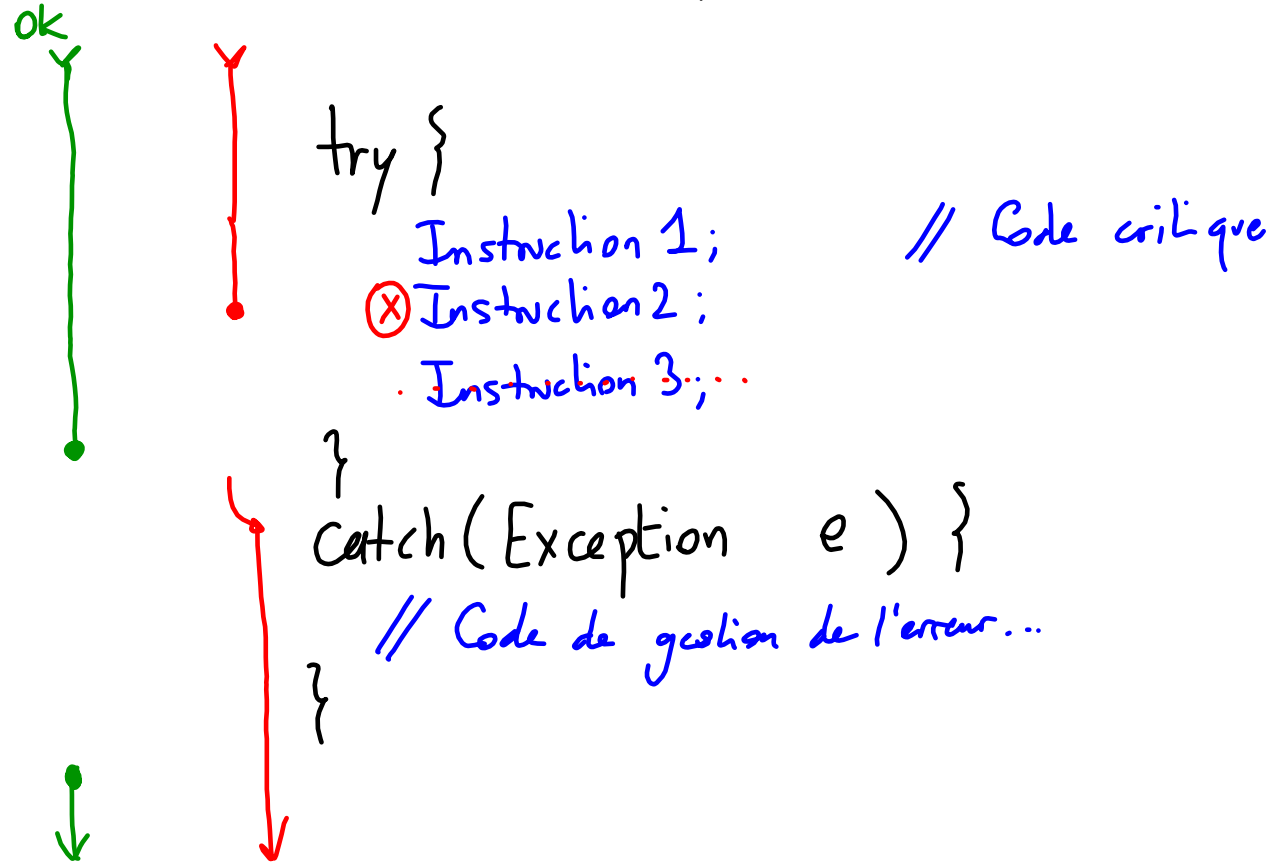 OK
try {
Instruction 1; // Code critique
X Instruction 2;
Instruction 3;
}
catch(Exception e) {
// Code de gestion de l'erreur...
}